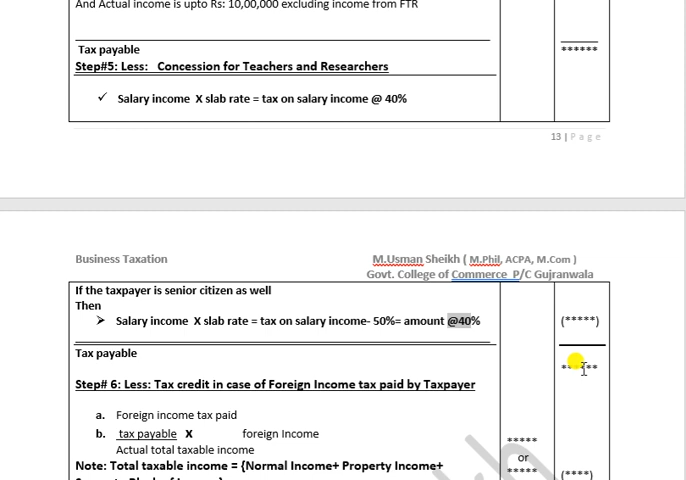 And Actual income is upto Rs: 10,00,000 excluding income from FTR
Tax payable
******
Step#5: Less: Concession for Teachers and Researchers
✓ Salary income X slab rate = tax on salary income @ 40%
13 | Page
Business Taxation
M.Usman Sheikh ( M.Phil, ACPA, M.Com )
Govt. College of Commerce P/C Gujranwala
If the taxpayer is senior citizen as well
Then
➤ Salary income X slab rate = tax on salary income- 50%= amount @40%
(*****)
Tax payable
Step# 6: Less: Tax credit in case of Foreign Income tax paid by Taxpayer
a. Foreign income tax paid
b. tax payable X foreign Income
Actual total taxable income
*****
or
*****
Note: Total taxable income = {Normal Income+ Property Income+
(****)